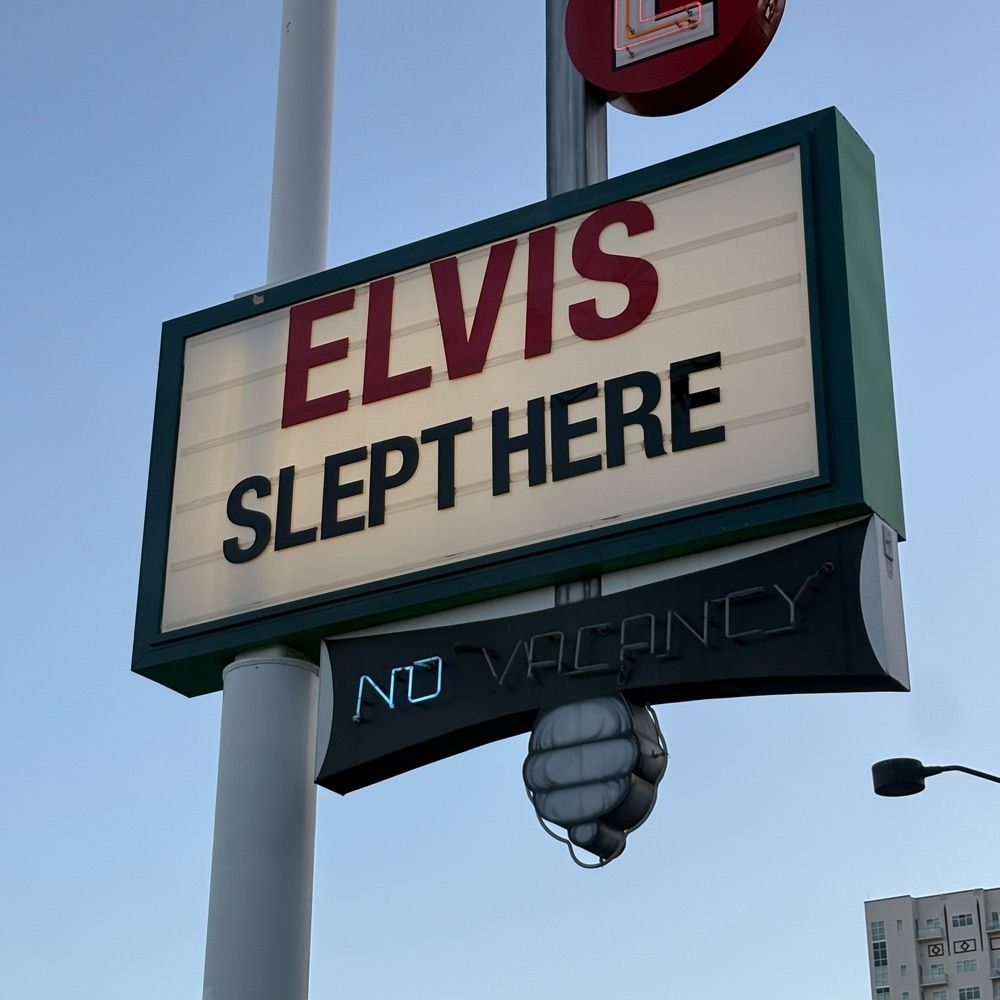 E
ELVIS
SLEPT HERE
NO VACANCY